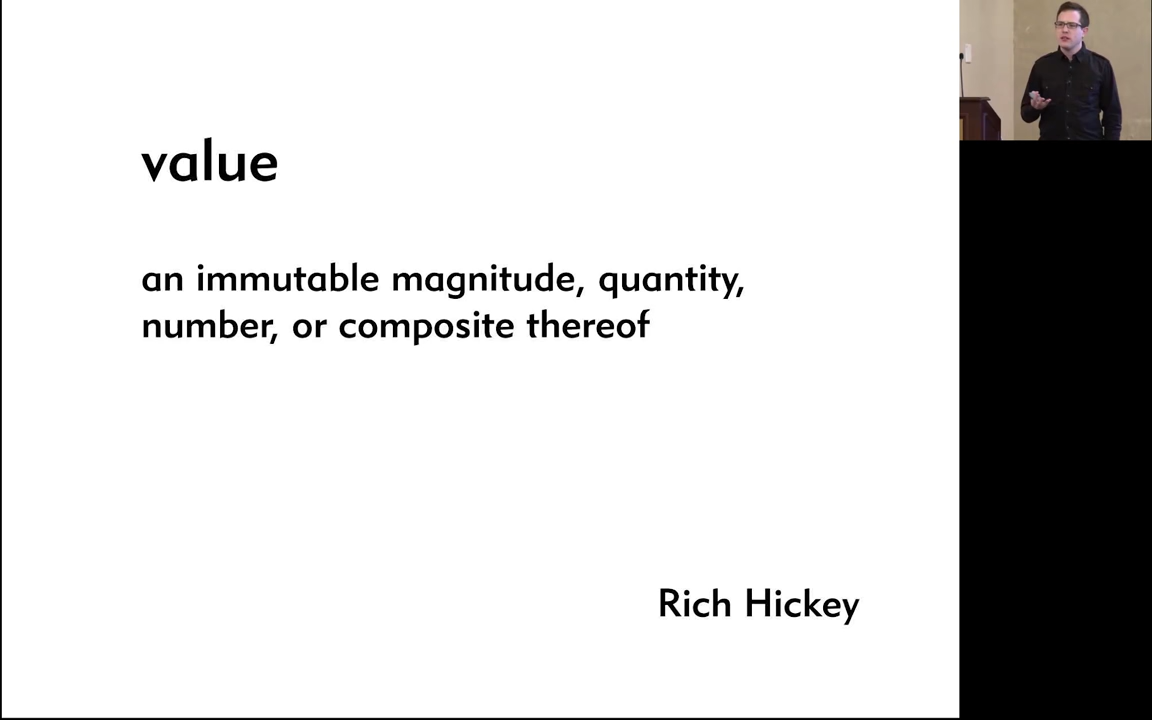 value
an immutable magnitude, quantity,
number, or composite thereof
Rich Hickey